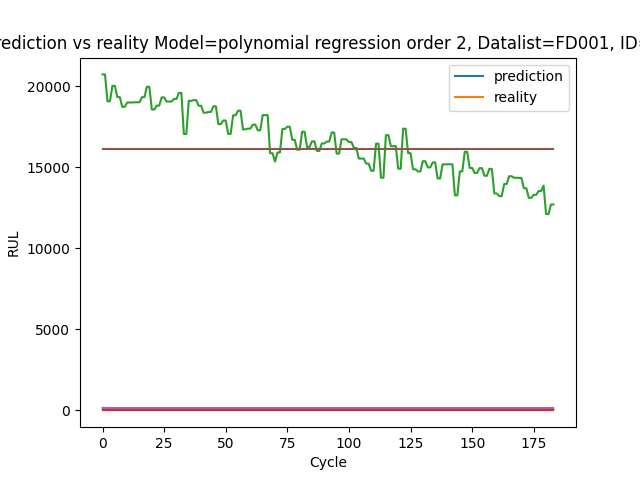 rediction vs reality Model=polynomial regression order 2, Datalist=FD001, ID=
prediction
reality
20000
15000
10000
5000
0
RUL
0 25 50 75 100 125 150 175
Cycle